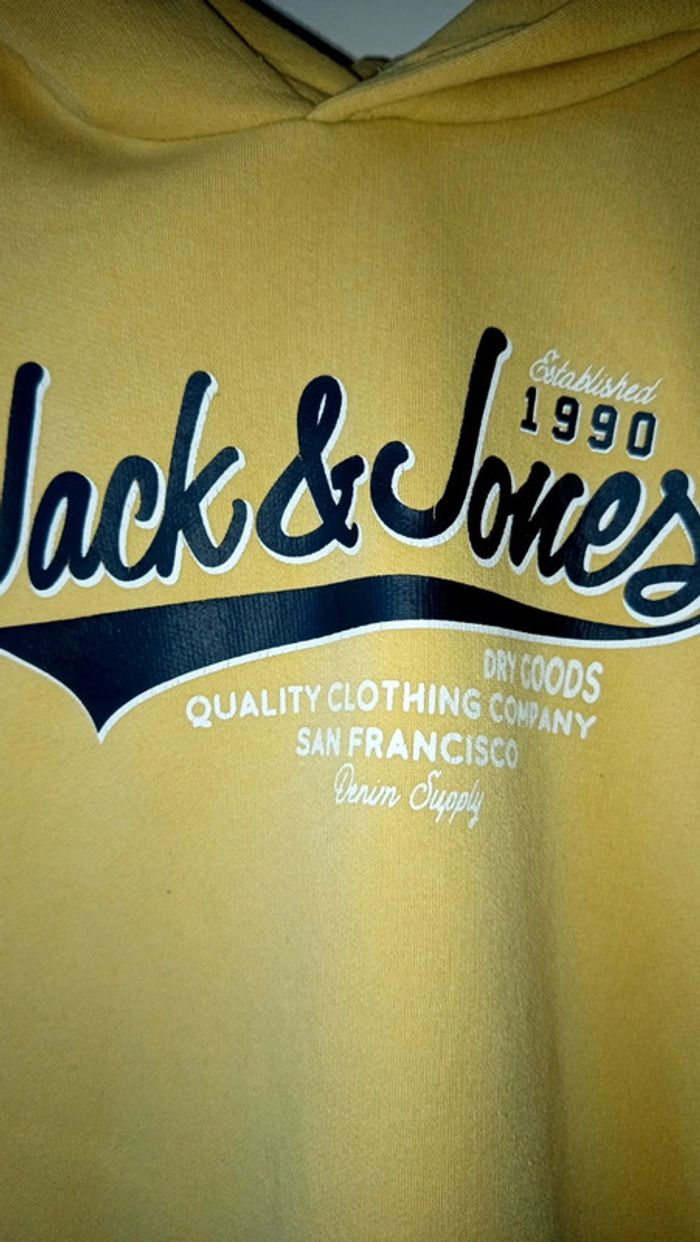 Established
1990
Jack & Jones
DRY GOODS
QUALITY CLOTHING COMPANY
SAN FRANCISCO
Denim Supply